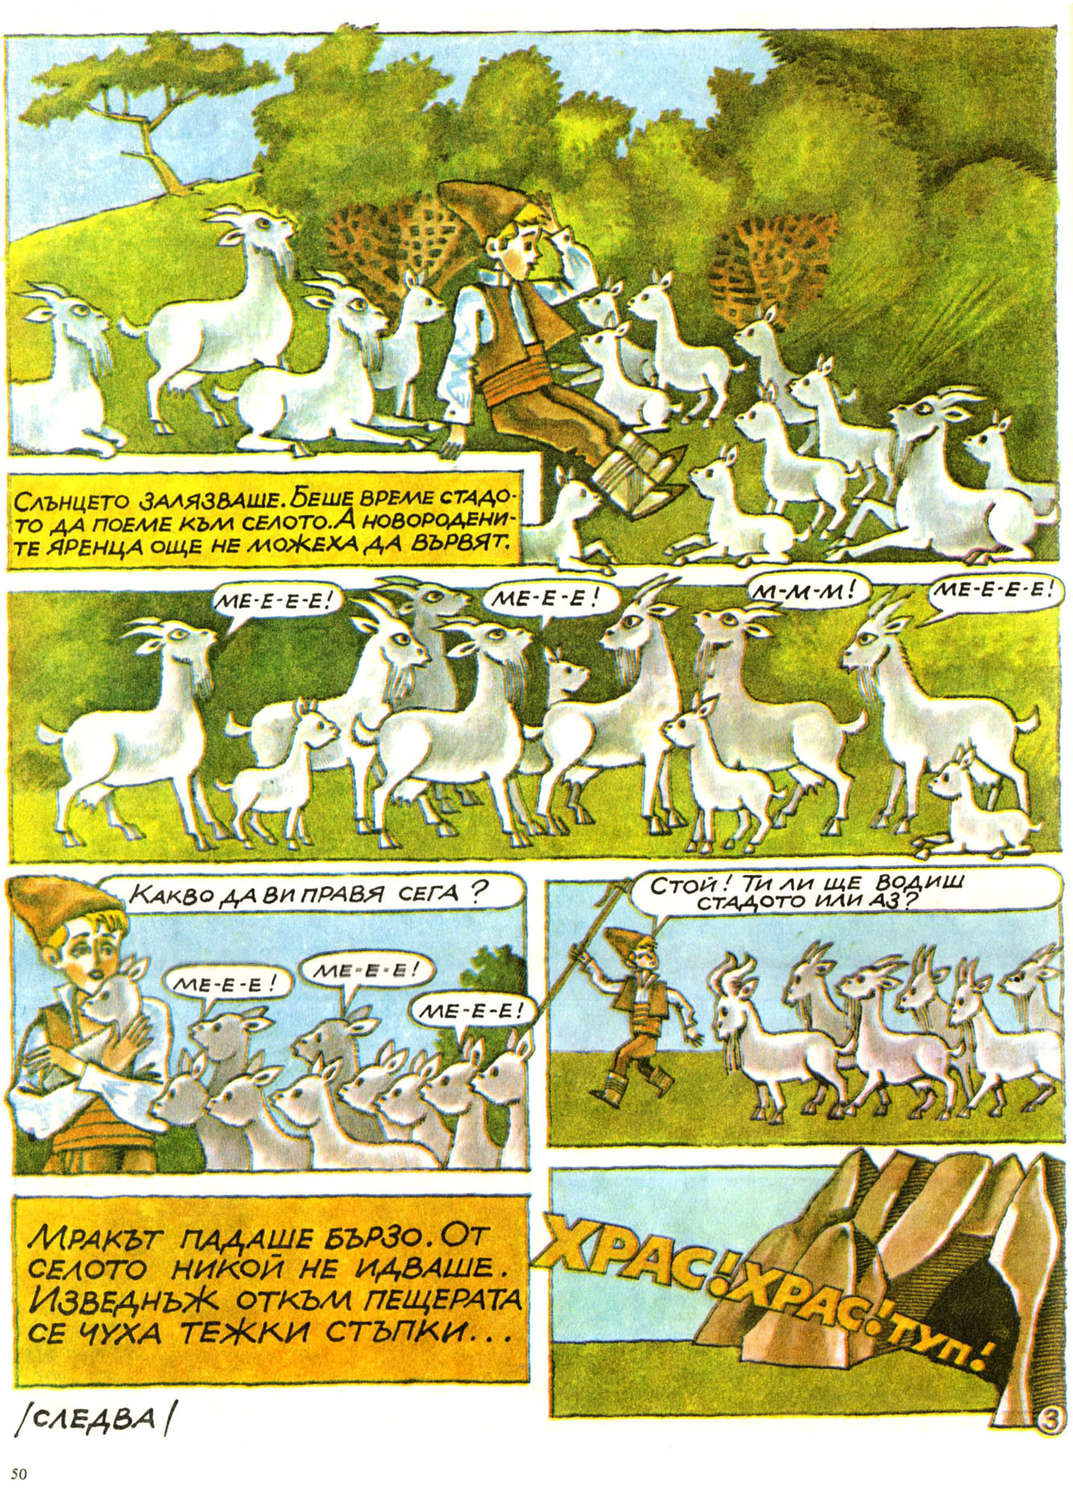 СЛЪНЦЕТО ЗАЛЯЗВАШЕ. БЕШЕ ВРЕМЕ СТАДО-
ТО ДА ПОЕМЕ КЪМ СЕЛОТО. А НОВОРОДЕНИ-
ТЕ ЯРЕНЦА ОЩЕ НЕ МОЖЕХА ДА ВЪРВЯТ.
МЕ-Е-Е-Е!
МЕ-Е-Е!
М-М-М!
МЕ-Е-Е-Е!
КАКВО ДА ВИ ПРАВЯ СЕГА?
МЕ-Е-Е!
МЕ-Е-Е!
МЕ-Е-Е!
СТОЙ! ТИ ЛИ ЩЕ ВОДИШ
СТАДОТО ИЛИ АЗ?
МРАКЪТ ПАДАШЕ БЪРЗО. ОТ
СЕЛОТО НИКОЙ НЕ ИДВАШЕ.
ИЗВЕДНЪЖ ОТКЪМ ПЕЩЕРАТА
СЕ ЧУХА ТЕЖКИ СТЪПКИ...
ХРАС! ХРАС! ТУП!
3
/СЛЕДВА/
50